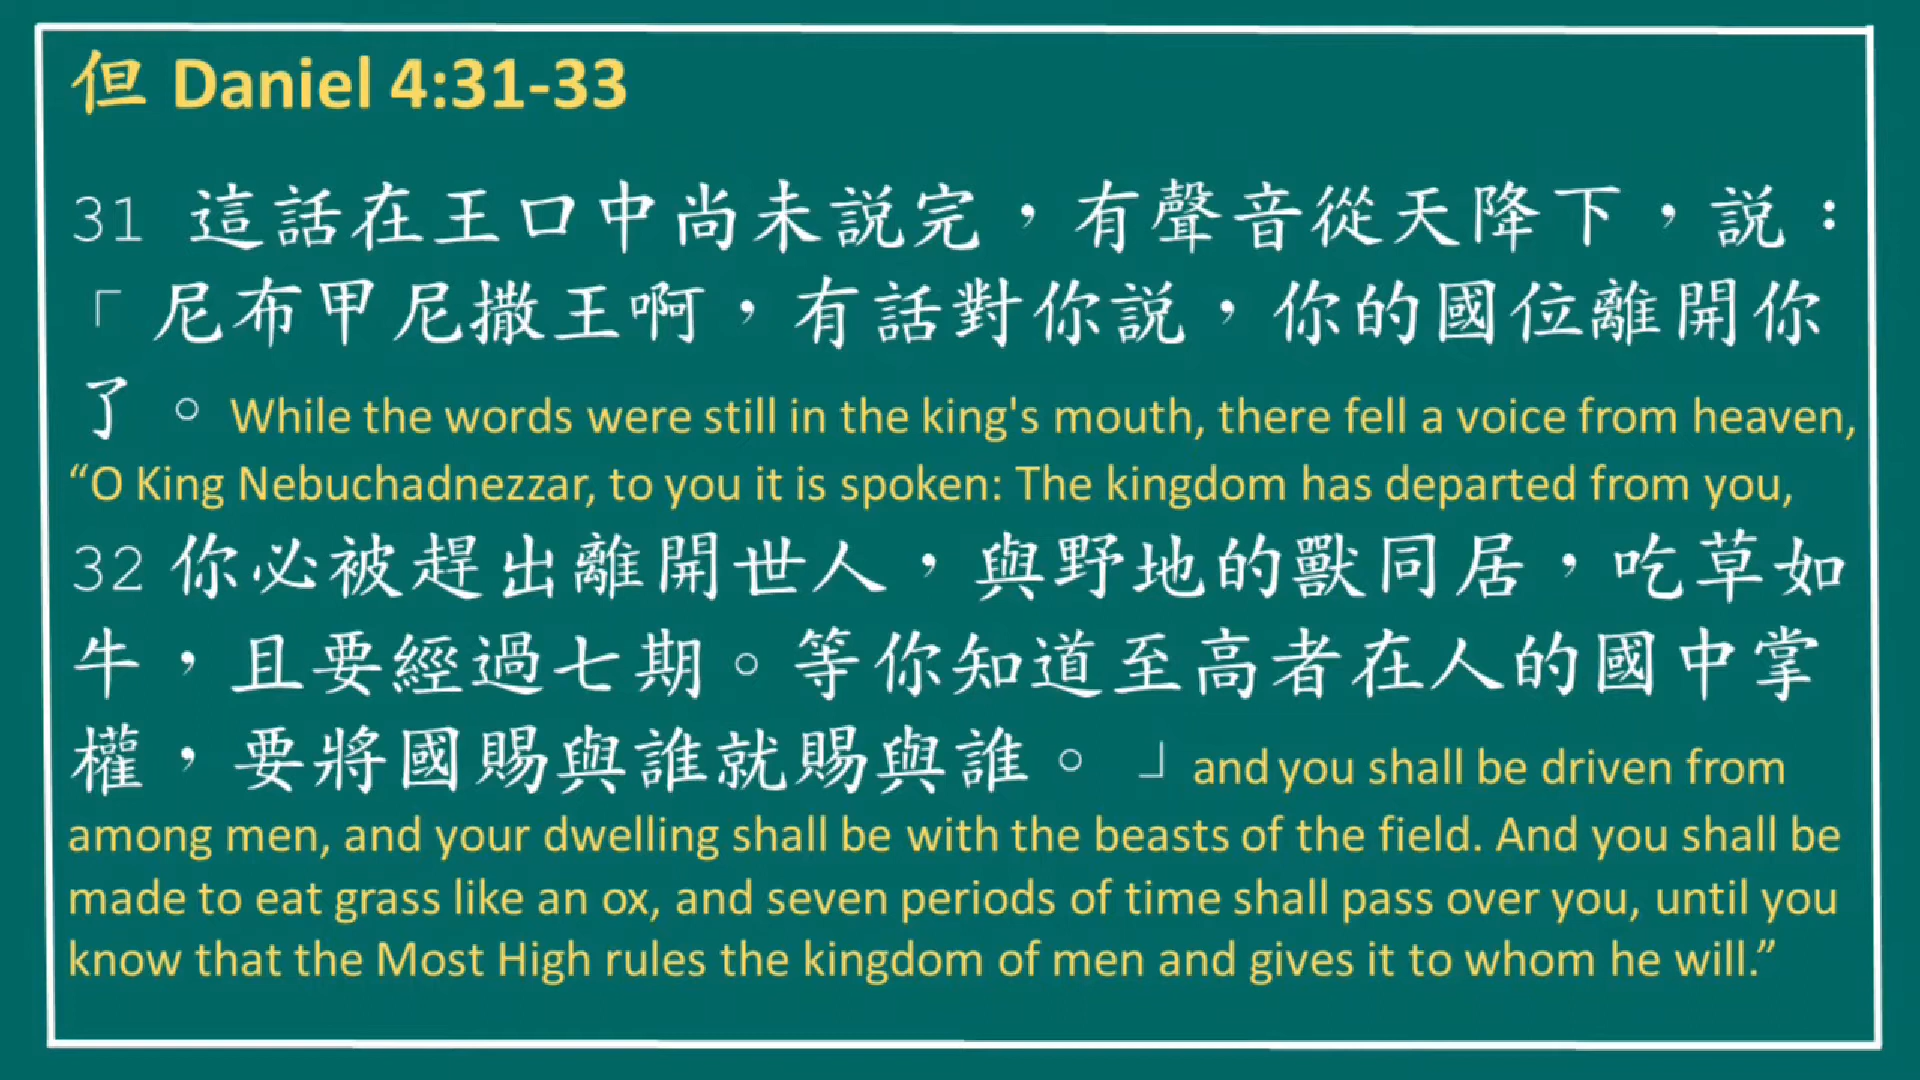 但 Daniel 4:31-33
31 這話在王口中尚未說完，有聲音從天降下，說：
「尼布甲尼撒王啊，有話對你說，你的國位離開你
了。While the words were still in the king's mouth, there fell a voice from heaven,
“O King Nebuchadnezzar, to you it is spoken: The kingdom has departed from you,
32 你必被趕出離開世人，與野地的獸同居，吃草如
牛，且要經過七期。等你知道至高者在人的國中掌
權，要將國賜與誰就賜與誰。」and you shall be driven from
among men, and your dwelling shall be with the beasts of the field. And you shall be
made to eat grass like an ox, and seven periods of time shall pass over you, until you
know that the Most High rules the kingdom of men and gives it to whom he will.”